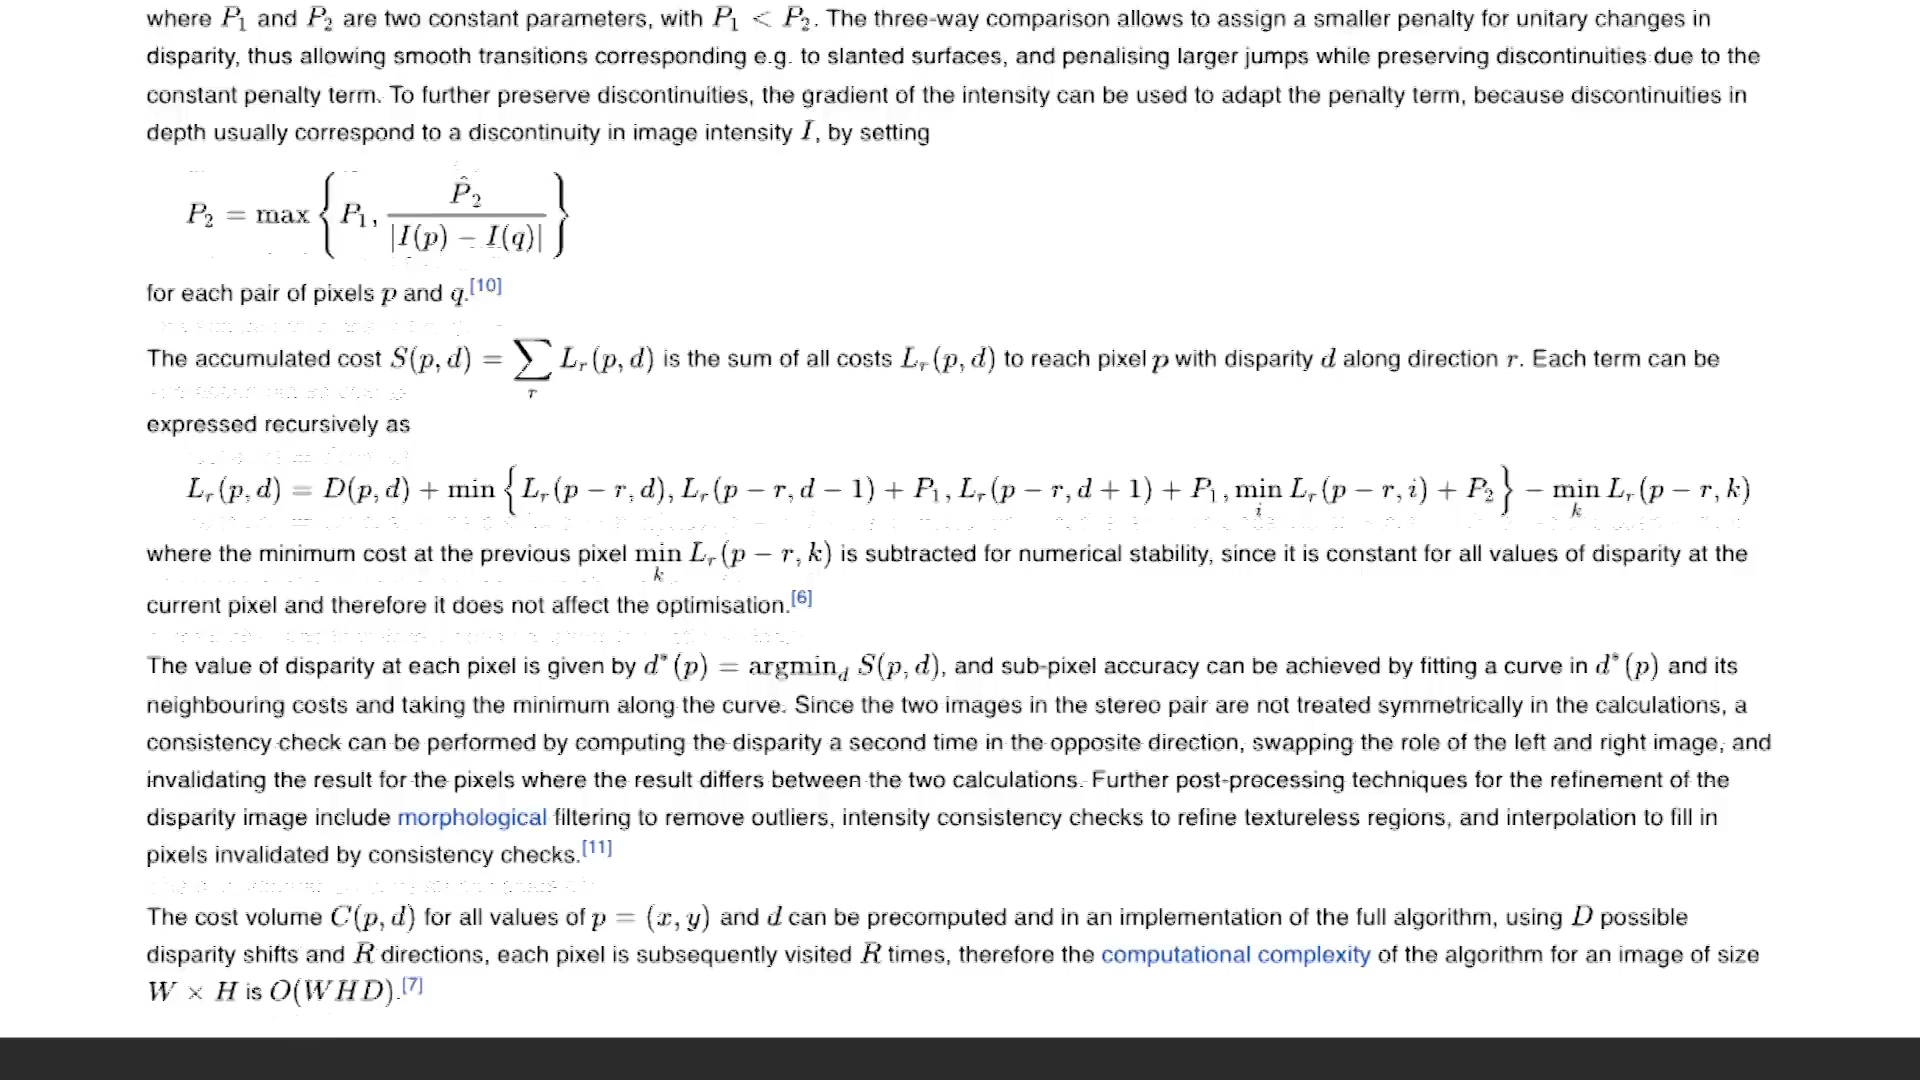 where P₁ and P₂ are two constant parameters, with P₁ < P₂. The three-way comparison allows to assign a smaller penalty for unitary changes in
disparity, thus allowing smooth transitions corresponding e.g. to slanted surfaces, and penalising larger jumps while preserving discontinuities due to the
constant penalty term. To further preserve discontinuities, the gradient of the intensity can be used to adapt the penalty term, because discontinuities in
depth usually correspond to a discontinuity in image intensity I, by setting
P₂ = max { P₁, P̂₂ / |I(p) − I(q)| }
for each pair of pixels p and q.[10]
The accumulated cost S(p, d) = ∑_r L_r(p, d) is the sum of all costs L_r(p, d) to reach pixel p with disparity d along direction r. Each term can be
expressed recursively as
L_r(p, d) = D(p, d) + min { L_r(p − r, d), L_r(p − r, d − 1) + P₁, L_r(p − r, d + 1) + P₁, min_i L_r(p − r, i) + P₂ } − min_k L_r(p − r, k)
where the minimum cost at the previous pixel min_k L_r(p − r, k) is subtracted for numerical stability, since it is constant for all values of disparity at the
current pixel and therefore it does not affect the optimisation.[6]
The value of disparity at each pixel is given by d*(p) = argmin_d S(p, d), and sub-pixel accuracy can be achieved by fitting a curve in d*(p) and its
neighbouring costs and taking the minimum along the curve. Since the two images in the stereo pair are not treated symmetrically in the calculations, a
consistency check can be performed by computing the disparity a second time in the opposite direction, swapping the role of the left and right image, and
invalidating the result for the pixels where the result differs between the two calculations. Further post-processing techniques for the refinement of the
disparity image include morphological filtering to remove outliers, intensity consistency checks to refine textureless regions, and interpolation to fill in
pixels invalidated by consistency checks.[11]
The cost volume C(p, d) for all values of p = (x, y) and d can be precomputed and in an implementation of the full algorithm, using D possible
disparity shifts and R directions, each pixel is subsequently visited R times, therefore the computational complexity of the algorithm for an image of size
W × H is O(WHD).[7]